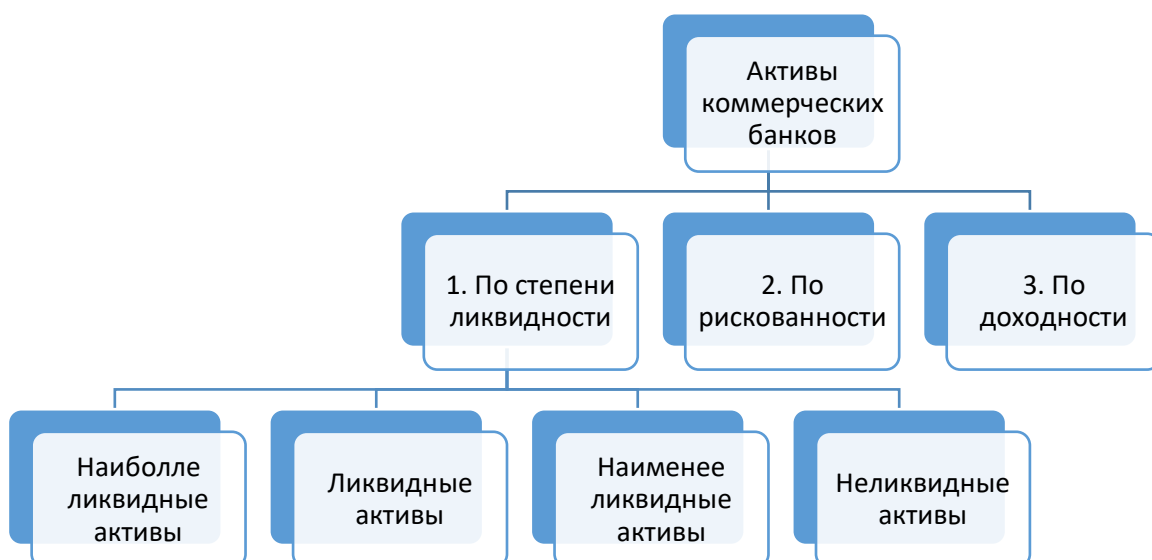 Активы
коммерческих
банков
1. По степени
ликвидности
2. По
рискованности
3. По
доходности
Наиболле
ликвидные
активы
Ликвидные
активы
Наименее
ликвидные
активы
Неликвидные
активы